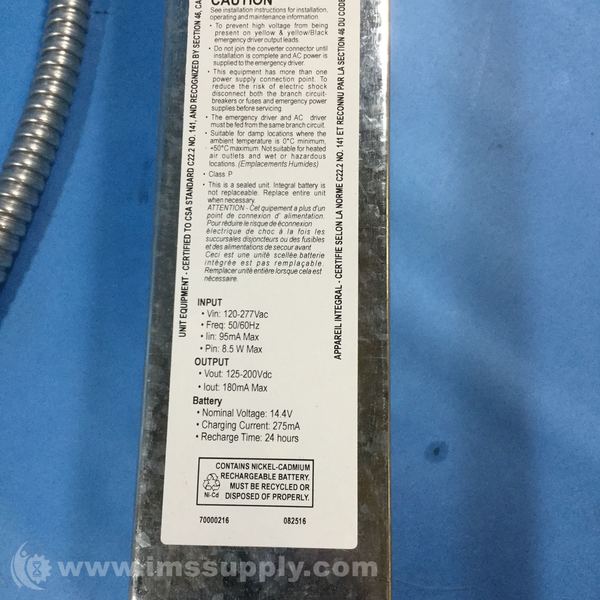 CAUTION
See installation instructions for installation,
operating and maintenance information.
• To prevent high voltage from being
present on yellow & yellow/Black
emergency driver output leads.
• Do not join the converter connector until
installation is complete and AC power is
supplied to the emergency driver.
• This equipment has more than one
power supply connection point. To
reduce the risk of electric shock
disconnect both the branch circuit-
breakers or fuses and emergency power
supplies before servicing.
• The emergency driver and AC driver
must be fed from the same branch circuit.
• Suitable for damp locations where the
ambient temperature is 0°C minimum,
+50°C maximum. Not suitable for heated
air outlets and wet or hazardous
locations. (Emplacements Humides)
• Class P
• This is a sealed unit. Integral battery is
not replaceable. Replace entire unit
when necessary.
ATTENTION - Cet quipement a plus d'un
point de connexion d' alimentation.
Pour réduire le risque de éconnexion
électrique de choc à la fois les
succursales disjoncteurs ou des fusibles
et des alimentations de secour avant
Ceci est une unité scellée.batterie
intégrée est pas remplaçable.
Remplacer unité entière lorsque cela est
nécessaire.
INPUT
• Vin: 120-277Vac
• Freq: 50/60Hz
• Iin: 95mA Max
• Pin: 8.5 W Max
OUTPUT
• Vout: 125-200Vdc
• Iout: 180mA Max
Battery
• Nominal Voltage: 14.4V
• Charging Current: 275mA
• Recharge Time: 24 hours
CONTAINS NICKEL-CADMIUM
RECHARGEABLE BATTERY.
MUST BE RECYCLED OR
DISPOSED OF PROPERLY.
Ni-Cd
70000216 082516
UNIT EQUIPMENT - CERTIFIED TO CSA STANDARD C22.2 NO. 141, AND RECOGNIZED BY SECTION 46, CA
APPAREIL INTEGRAL - CERTIFIE SELON LA NORME C22.2 NO. 141 ET RECONNU PAR LA SECTION 46 DU CODE
www.imssupply.com